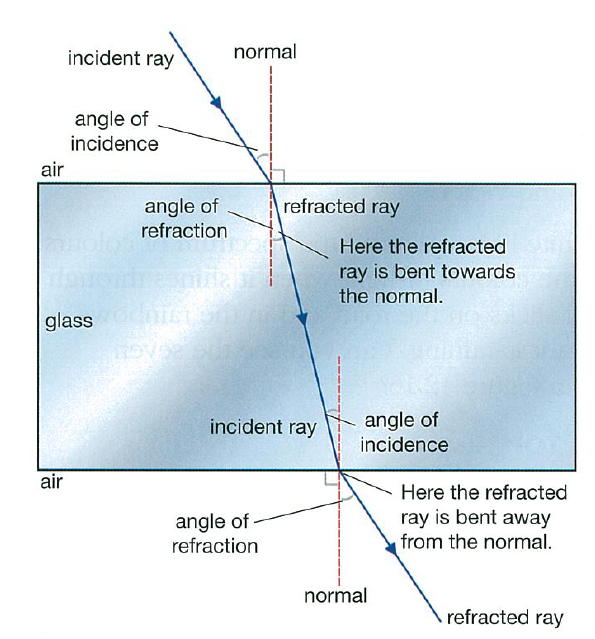 incident ray
normal
angle of
incidence
air
angle of
refraction
refracted ray
Here the refracted
ray is bent towards
the normal.
glass
incident ray
angle of
incidence
air
Here the refracted
ray is bent away
from the normal.
angle of
refraction
normal
refracted ray